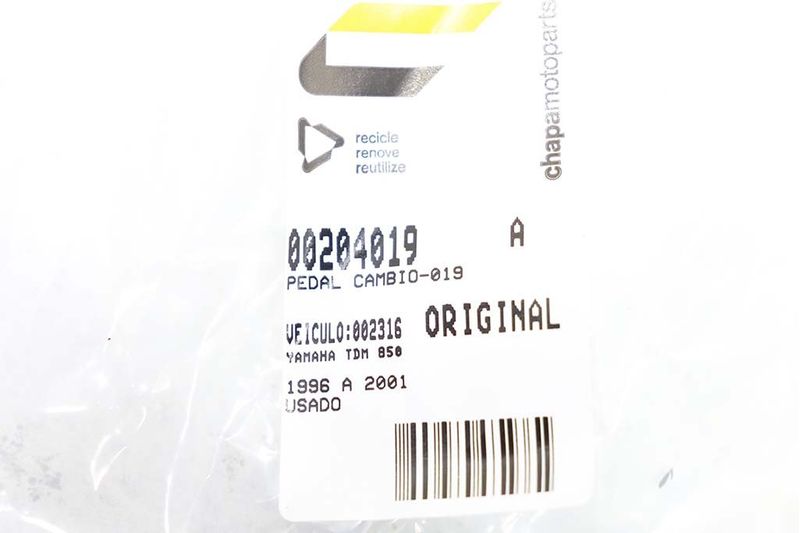 chapamotoparts
recicle
renove
reutilize
00204019 A
PEDAL CAMBIO-019
VEICULO:002316 ORIGINAL
YAMAHA TDM 850
1996 A 2001
USADO